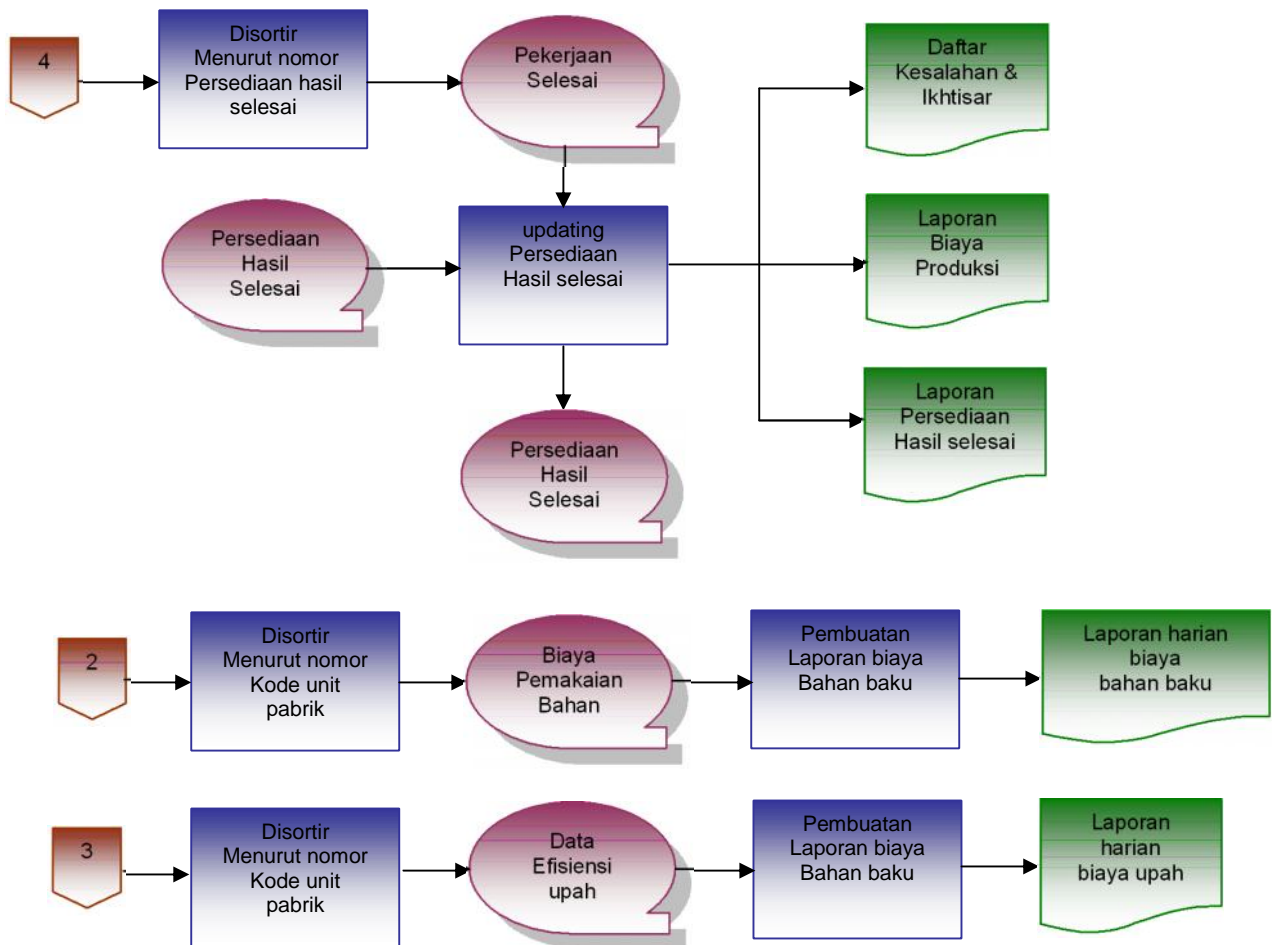 4
Disortir
Menurut nomor
Persediaan hasil
selesai
Pekerjaan
Selesai
Daftar
Kesalahan &
Ikhtisar
Persediaan
Hasil
Selesai
updating
Persediaan
Hasil selesai
Laporan
Biaya
Produksi
Persediaan
Hasil
Selesai
Laporan
Persediaan
Hasil selesai
2
Disortir
Menurut nomor
Kode unit
pabrik
Biaya
Pemakaian
Bahan
Pembuatan
Laporan biaya
Bahan baku
Laporan harian
biaya
bahan baku
3
Disortir
Menurut nomor
Kode unit
pabrik
Data
Efisiensi
upah
Pembuatan
Laporan biaya
Bahan baku
Laporan
harian
biaya upah